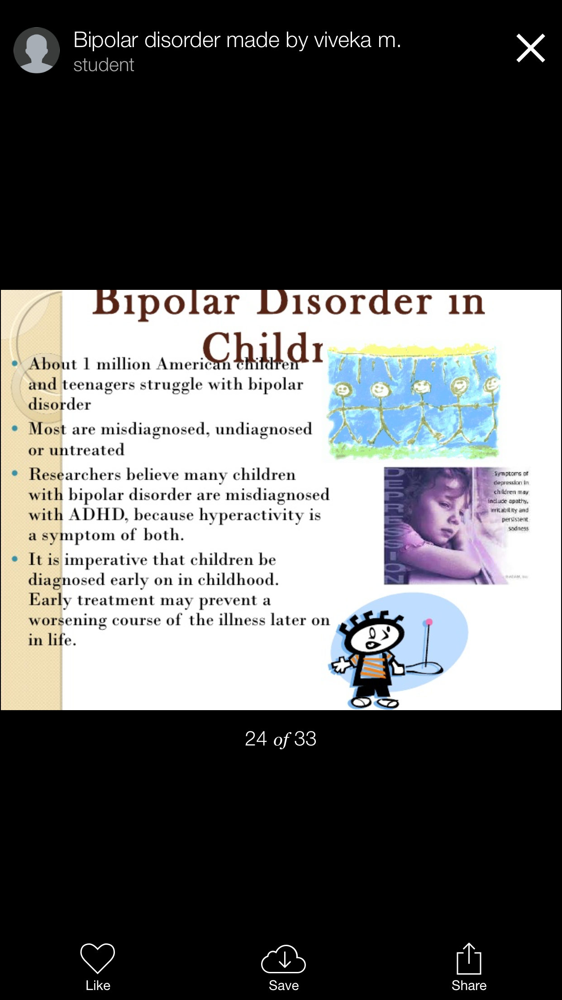 Bipolar disorder made by viveka m.
student
Bipolar Disorder in
Childr
• About 1 million American children
and teenagers struggle with bipolar
disorder
• Most are misdiagnosed, undiagnosed
or untreated
• Researchers believe many children
with bipolar disorder are misdiagnosed
with ADHD, because hyperactivity is
a symptom of both.
• It is imperative that children be
diagnosed early on in childhood.
Early treatment may prevent a
worsening course of the illness later on
in life.
DEPRESSION
Symptoms of
depression in
children may
include apathy,
irritability and
persistent
sadness
©ADAM, Inc
24 of 33
Like
Save
Share